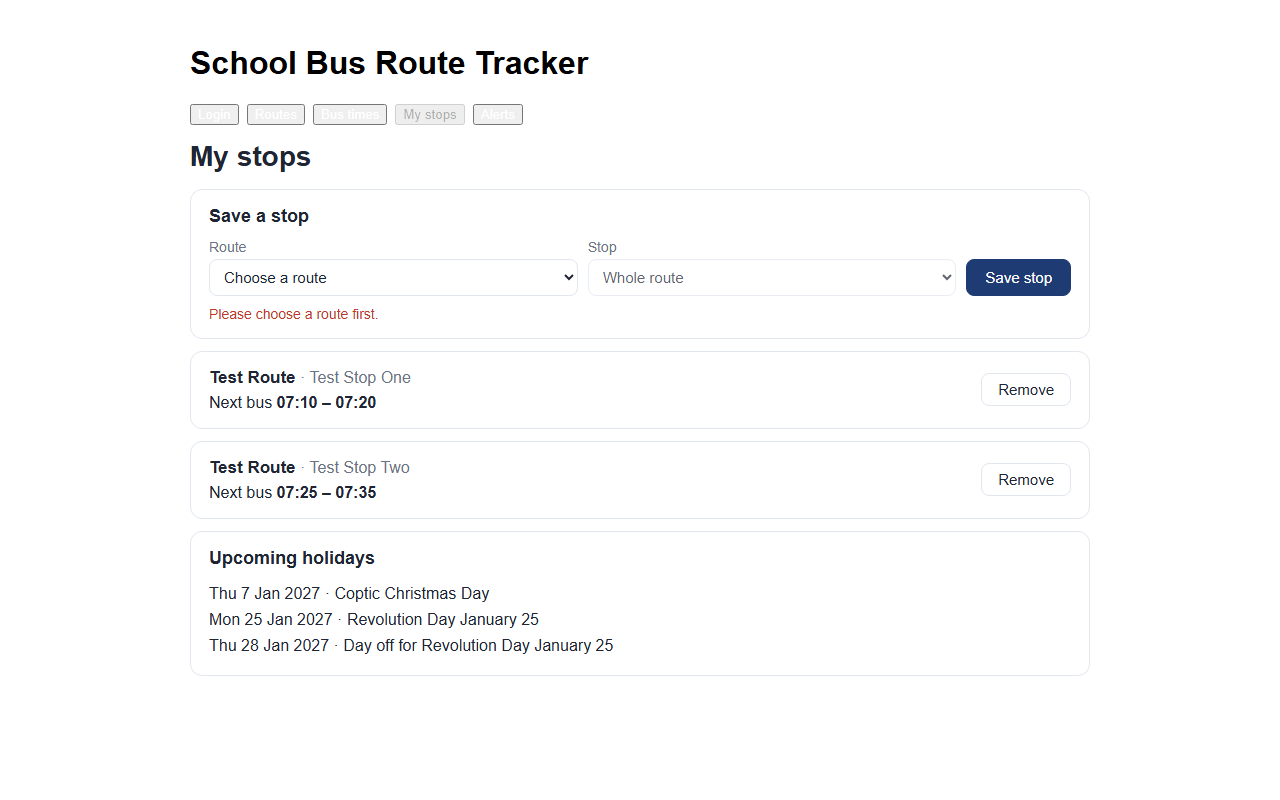 School Bus Route Tracker
Login Routes Bus times My stops Alerts
My stops
Save a stop
Route Stop
Choose a route Whole route Save stop
Please choose a route first.
Test Route · Test Stop One
Next bus 07:10 – 07:20 Remove
Test Route · Test Stop Two
Next bus 07:25 – 07:35 Remove
Upcoming holidays
Thu 7 Jan 2027 · Coptic Christmas Day
Mon 25 Jan 2027 · Revolution Day January 25
Thu 28 Jan 2027 · Day off for Revolution Day January 25